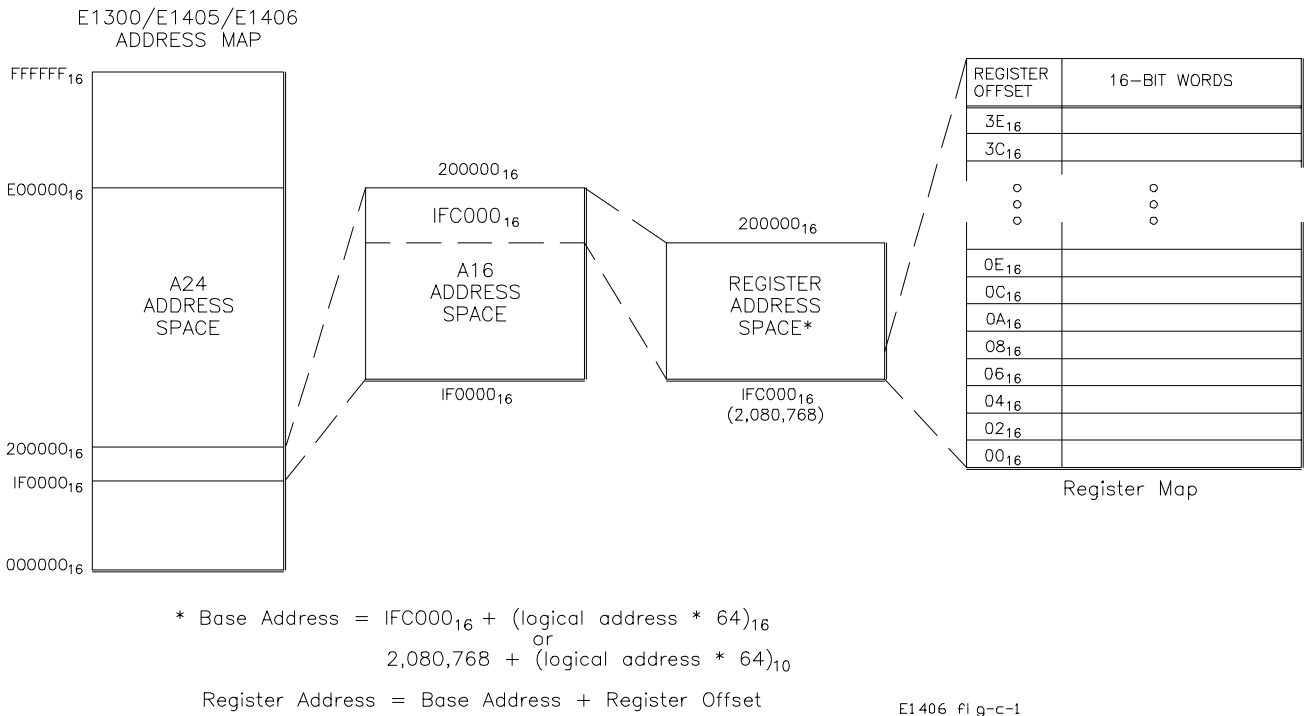 E1300/E1405/E1406
ADDRESS MAP
FFFFFF₁₆
E00000₁₆
A24
ADDRESS
SPACE
200000₁₆
IF0000₁₆
000000₁₆
200000₁₆
IFC000₁₆
A16
ADDRESS
SPACE
IF0000₁₆
200000₁₆
REGISTER
ADDRESS
SPACE*
IFC000₁₆
(2,080,768)
REGISTER
OFFSET
16-BIT WORDS
3E₁₆
3C₁₆
0E₁₆
0C₁₆
0A₁₆
08₁₆
06₁₆
04₁₆
02₁₆
00₁₆
Register Map
* Base Address = IFC000₁₆ + (logical address * 64)₁₆
or
2,080,768 + (logical address * 64)₁₀
Register Address = Base Address + Register Offset
E1406 fig-c-1